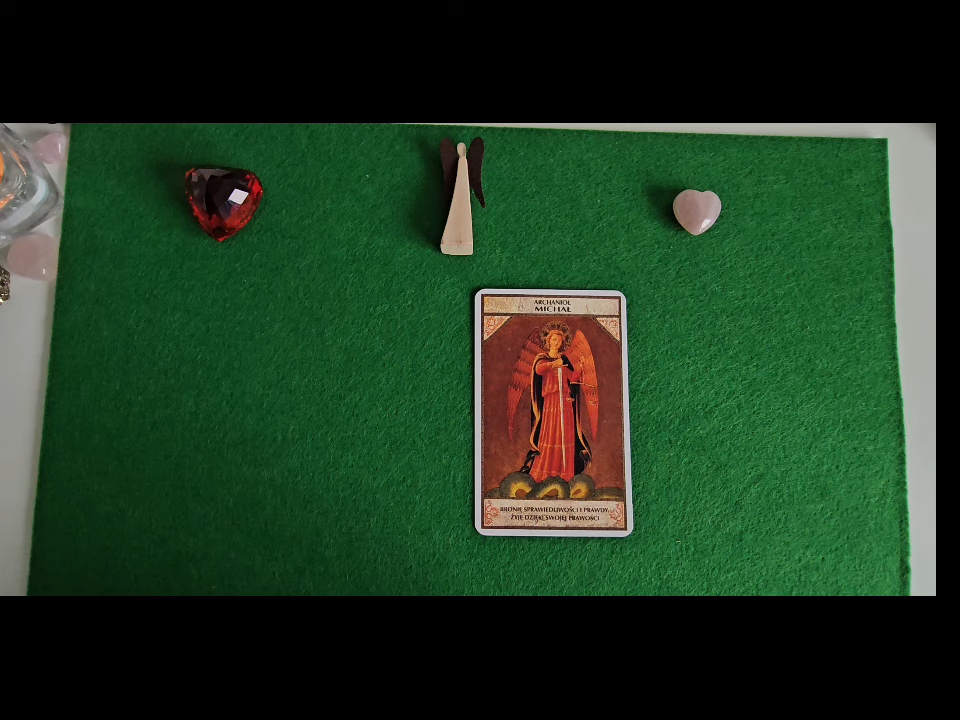 ARCHANIOŁ
MICHAŁ
BRONIĘ SPRAWIEDLIWOŚCI I PRAWDY
ŻYJĘ DZIĘKI SWOJEJ PRAWOŚCI